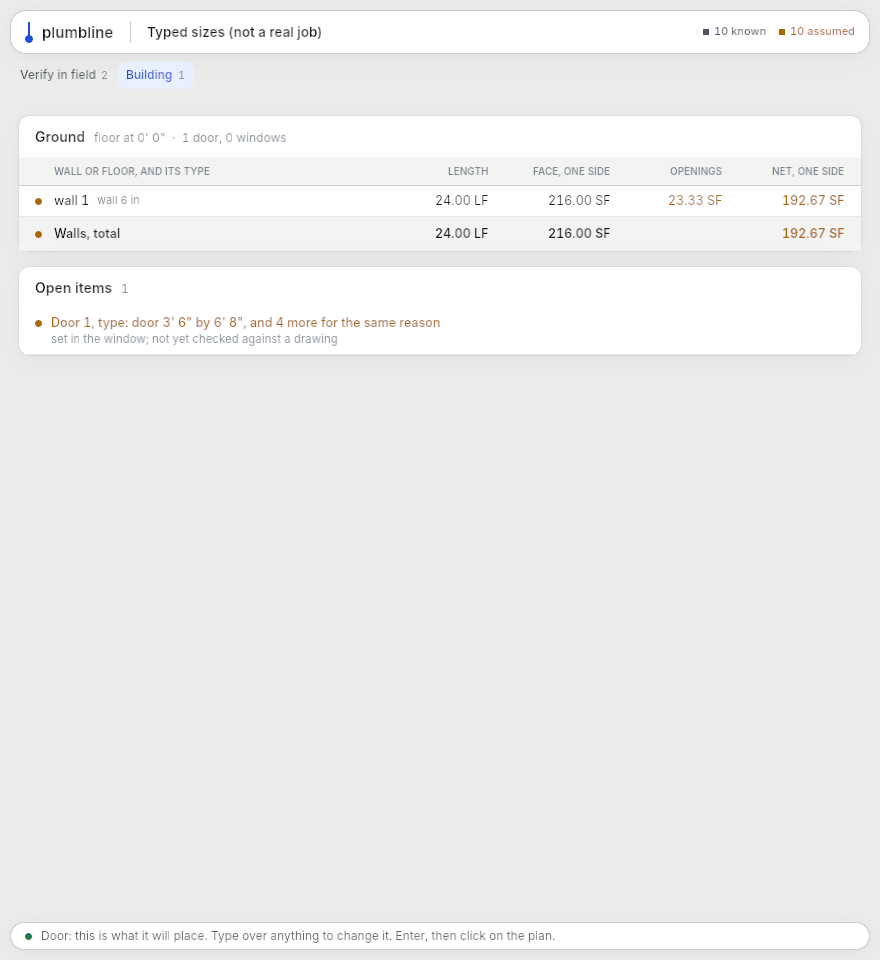 plumbline Typed sizes (not a real job) 10 known 10 assumed
Verify in field 2 Building 1
Ground floor at 0' 0" · 1 door, 0 windows
WALL OR FLOOR, AND ITS TYPE LENGTH FACE, ONE SIDE OPENINGS NET, ONE SIDE
wall 1 wall 6 in 24.00 LF 216.00 SF 23.33 SF 192.67 SF
Walls, total 24.00 LF 216.00 SF 192.67 SF
Open items 1
Door 1, type: door 3' 6" by 6' 8", and 4 more for the same reason
set in the window; not yet checked against a drawing
Door: this is what it will place. Type over anything to change it. Enter, then click on the plan.